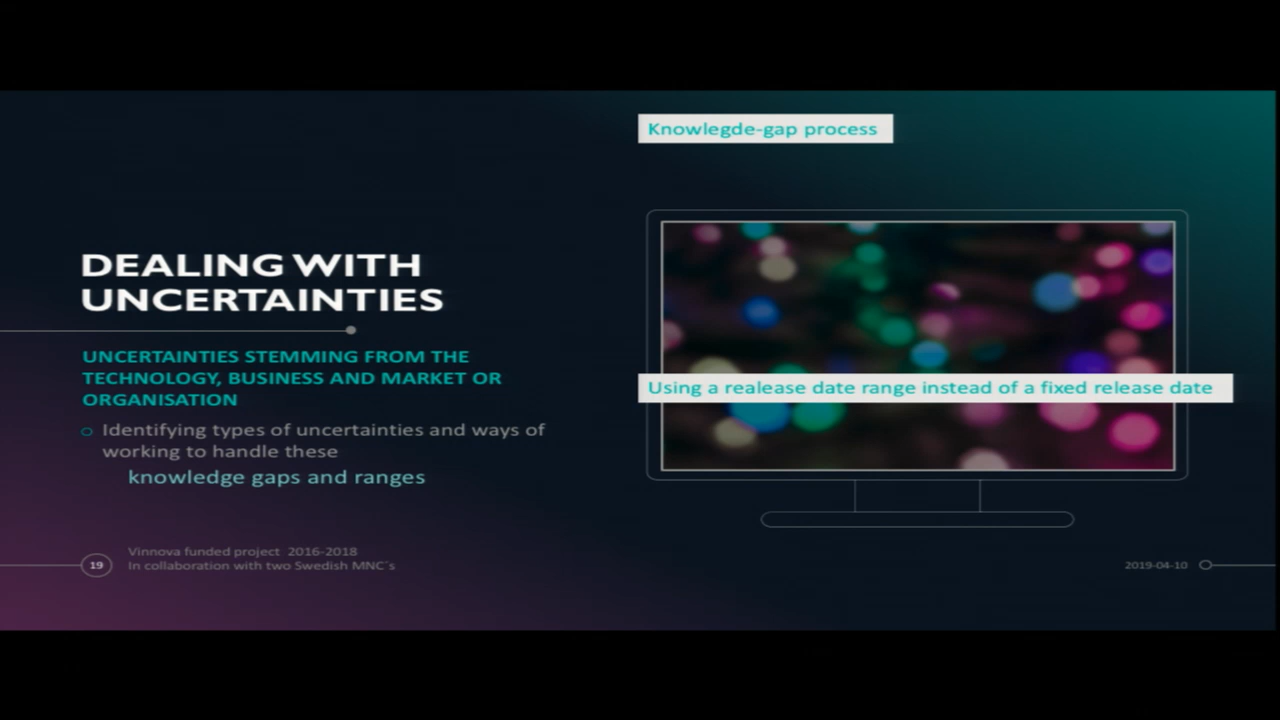 Knowlegde-gap process
DEALING WITH
UNCERTAINTIES
UNCERTAINTIES STEMMING FROM THE
TECHNOLOGY, BUSINESS AND MARKET OR
ORGANISATION
Identifying types of uncertainties and ways of
working to handle these
knowledge gaps and ranges
Using a realease date range instead of a fixed release date
Vinnova funded project 2016-2018
In collaboration with two Swedish MNC´s
19
2019-04-10